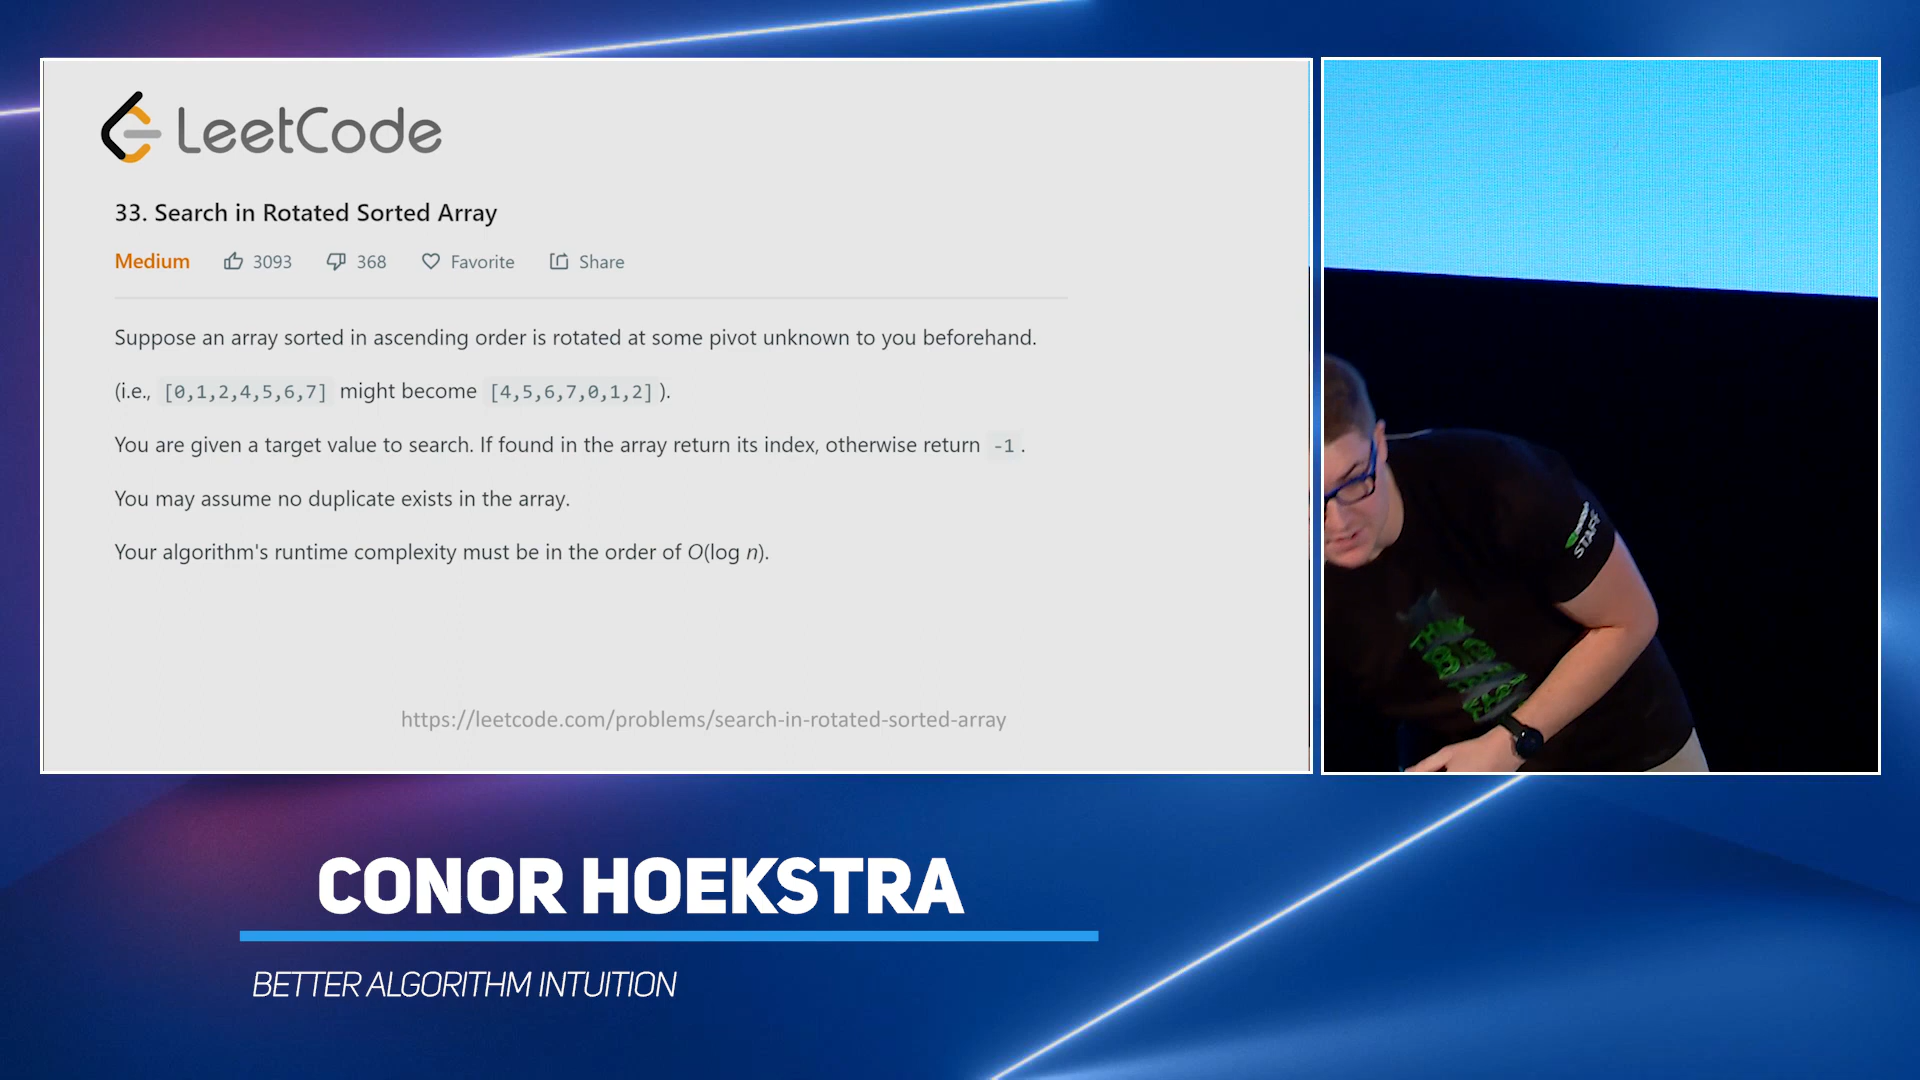 LeetCode
33. Search in Rotated Sorted Array
Medium 3093 368 Favorite Share
Suppose an array sorted in ascending order is rotated at some pivot unknown to you beforehand.
(i.e., [0,1,2,4,5,6,7] might become [4,5,6,7,0,1,2] ).
You are given a target value to search. If found in the array return its index, otherwise return -1 .
You may assume no duplicate exists in the array.
Your algorithm's runtime complexity must be in the order of O(log n).
https://leetcode.com/problems/search-in-rotated-sorted-array
STAFF
THINK
BIG
CONOR HOEKSTRA
BETTER ALGORITHM INTUITION